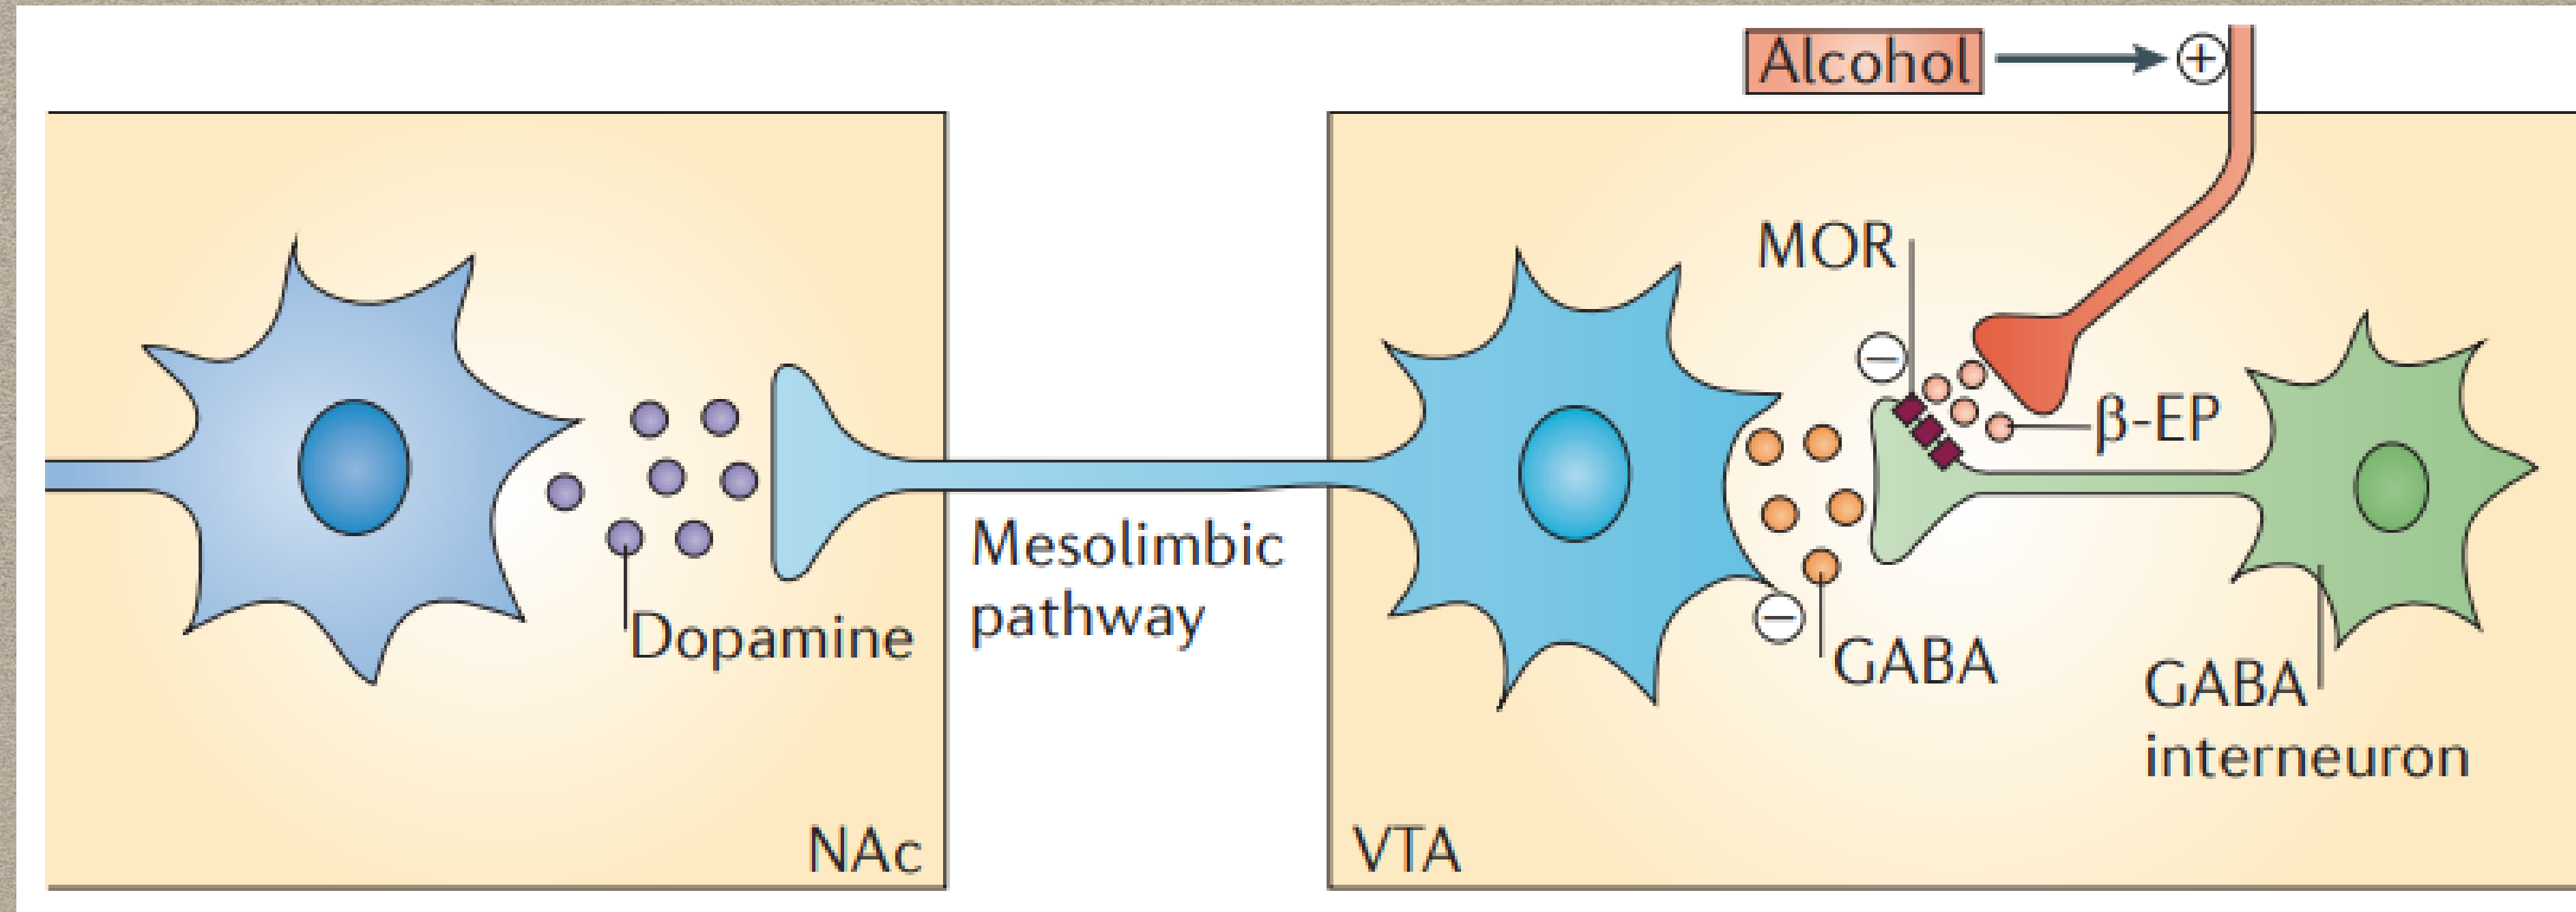 Alcohol
+
MOR
−
β-EP
Dopamine
Mesolimbic
pathway
−
GABA
GABA
interneuron
NAc
VTA